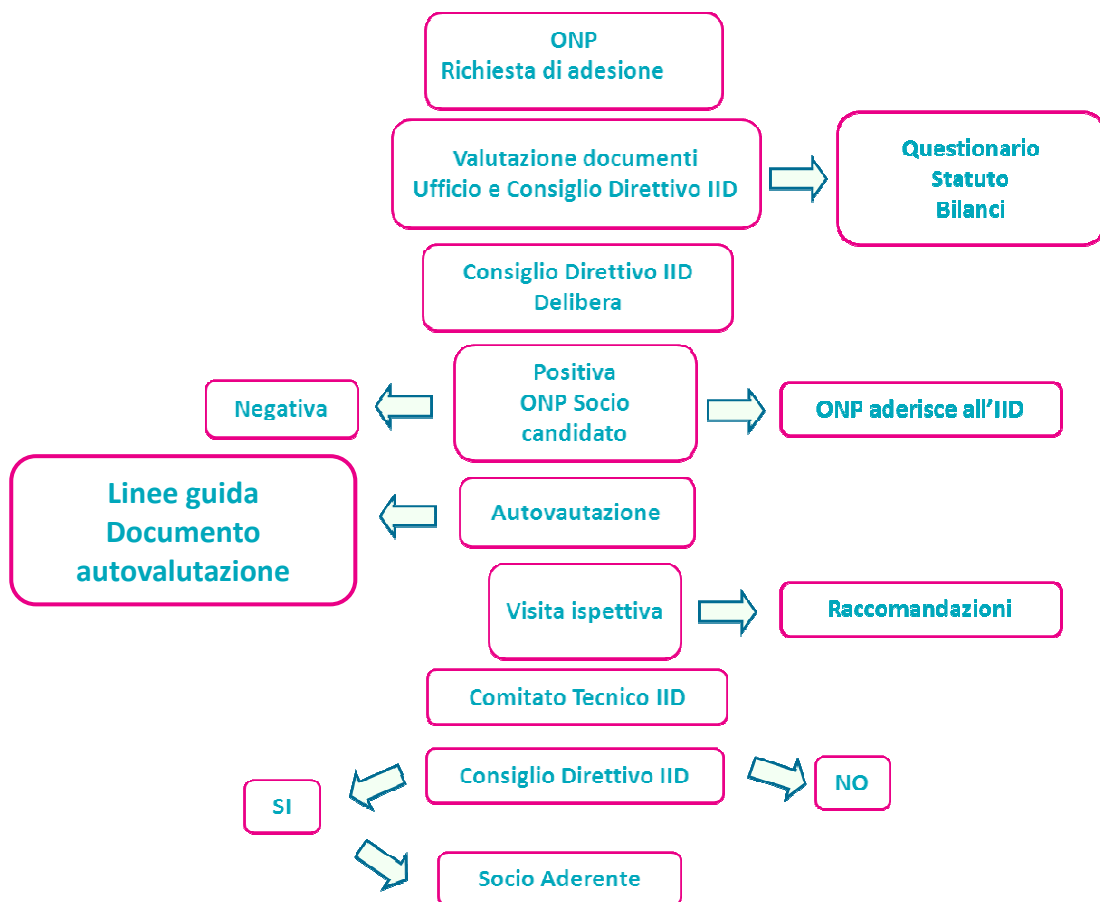 ONP
Richiesta di adesione
Valutazione documenti
Ufficio e Consiglio Direttivo IID
Questionario
Statuto
Bilanci
Consiglio Direttivo IID
Delibera
Negativa
Positiva
ONP Socio
candidato
ONP aderisce all'IID
Linee guida
Documento
autovalutazione
Autovautazione
Visita ispettiva
Raccomandazioni
Comitato Tecnico IID
Consiglio Direttivo IID
SI
NO
Socio Aderente